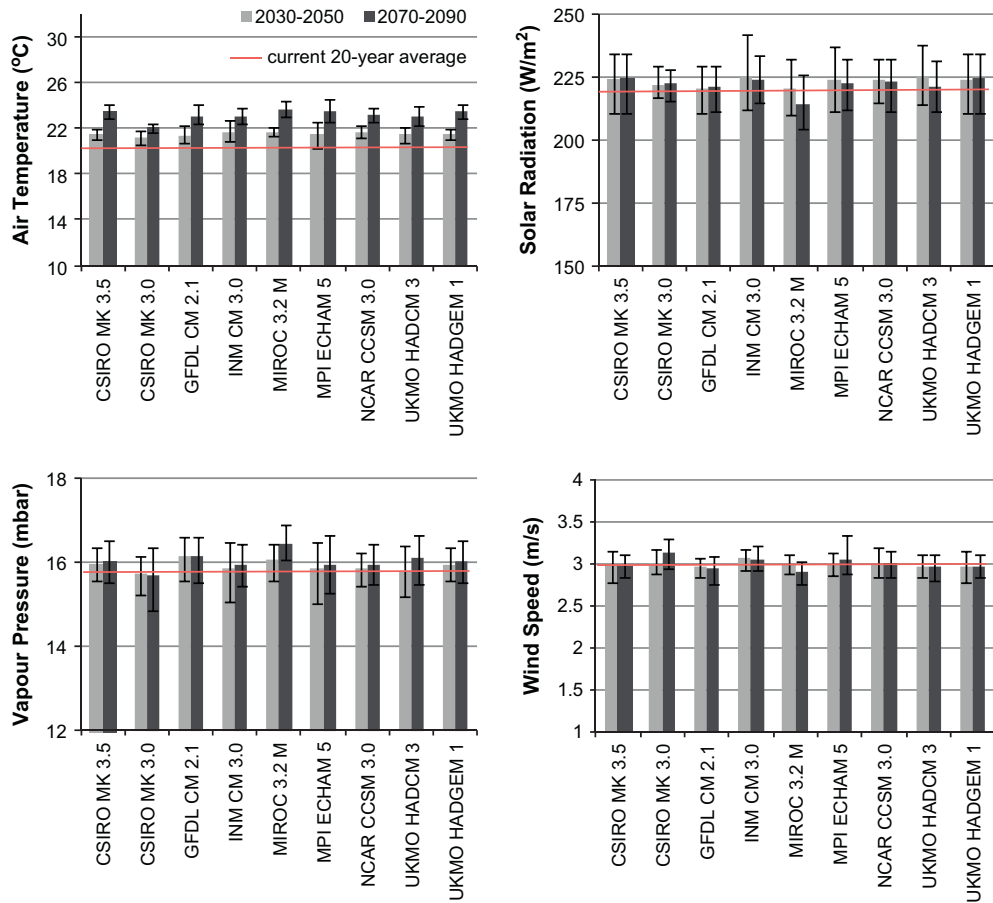 2030-2050 2070-2090
current 20-year average
Air Temperature (ºC)
30
26
22
18
14
10
CSIRO MK 3.5
CSIRO MK 3.0
GFDL CM 2.1
INM CM 3.0
MIROC 3.2 M
MPI ECHAM 5
NCAR CCSM 3.0
UKMO HADCM 3
UKMO HADGEM 1
Solar Radiation (W/m²)
250
225
200
175
150
CSIRO MK 3.5
CSIRO MK 3.0
GFDL CM 2.1
INM CM 3.0
MIROC 3.2 M
MPI ECHAM 5
NCAR CCSM 3.0
UKMO HADCM 3
UKMO HADGEM 1
Vapour Pressure (mbar)
18
16
14
12
CSIRO MK 3.5
CSIRO MK 3.0
GFDL CM 2.1
INM CM 3.0
MIROC 3.2 M
MPI ECHAM 5
NCAR CCSM 3.0
UKMO HADCM 3
UKMO HADGEM 1
Wind Speed (m/s)
4
3.5
3
2.5
2
1.5
1
CSIRO MK 3.5
CSIRO MK 3.0
GFDL CM 2.1
INM CM 3.0
MIROC 3.2 M
MPI ECHAM 5
NCAR CCSM 3.0
UKMO HADCM 3
UKMO HADGEM 1